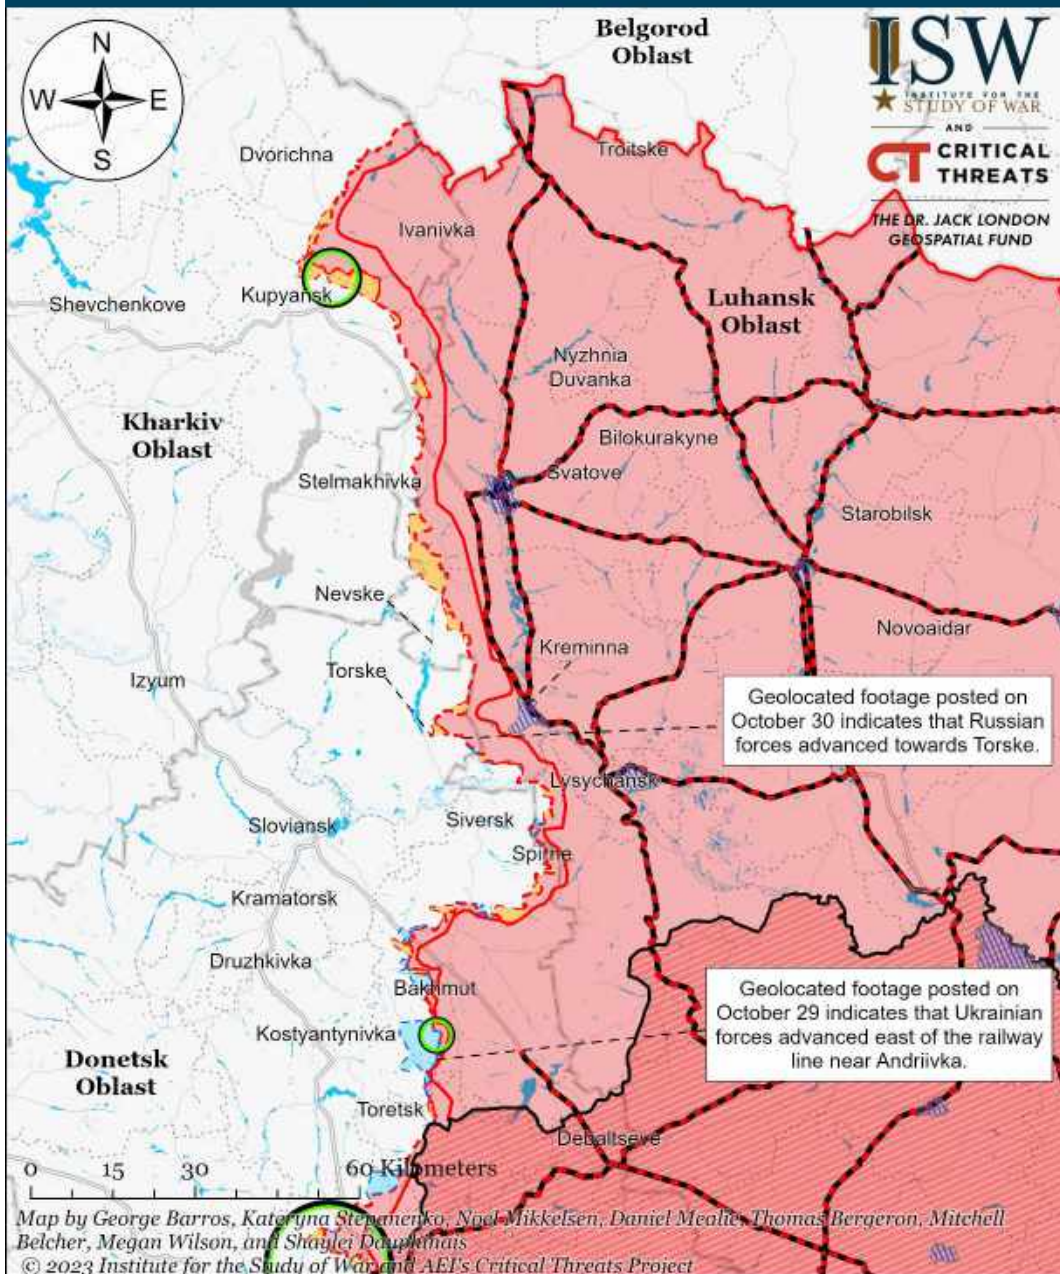 N
W
E
S
Belgorod
Oblast
ISW
INSTITUTE FOR THE
STUDY OF WAR
AND
CT CRITICAL
THREATS
THE DR. JACK LONDON
GEOSPATIAL FUND
Dvorichna
Troitske
Ivanivka
Shevchenkove
Kupyansk
Luhansk
Oblast
Nyzhnia
Duvanka
Kharkiv
Oblast
Bilokurakyne
Stelmakhivka
Svatove
Starobilsk
Nevske
Novoaidar
Kreminna
Torske
Izyum
Geolocated footage posted on
October 30 indicates that Russian
forces advanced towards Torske.
Lysychansk
Siversk
Sloviansk
Spirne
Kramatorsk
Druzhkivka
Bakhmut
Geolocated footage posted on
October 29 indicates that Ukrainian
forces advanced east of the railway
line near Andriivka.
Kostyantynivka
Donetsk
Oblast
Toretsk
Debaltseve
0 15 30 60 Kilometers
Map by George Barros, Kateryna Stepanenko, Noel Mikkelsen, Daniel Mealie, Thomas Bergeron, Mitchell
Belcher, Megan Wilson, and Shaylei Dauphinais
© 2023 Institute for the Study of War and AEI's Critical Threats Project